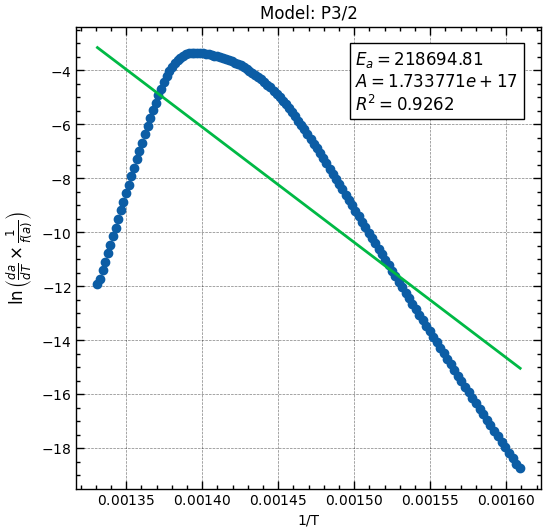 Model: P3/2
E_a = 218694.81
A = 1.733771e + 17
R² = 0.9262
ln (da/dT × 1/f(a))
−4
−6
−8
−10
−12
−14
−16
−18
0.00135 0.00140 0.00145 0.00150 0.00155 0.00160
1/T